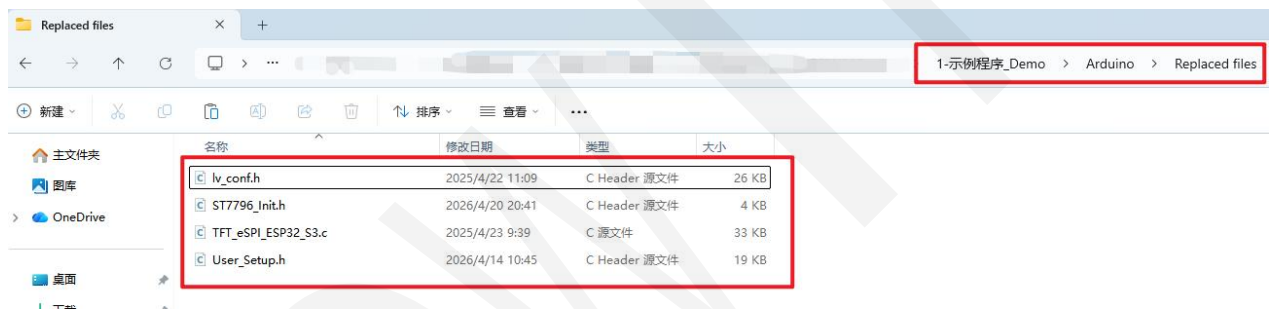 Replaced files
1-示例程序_Demo > Arduino > Replaced files
新建 排序 查看 ...
名称 修改日期 类型 大小
主文件夹
图库
OneDrive
桌面
lv_conf.h 2025/4/22 11:09 C Header 源文件 26 KB
ST7796_Init.h 2026/4/20 20:41 C Header 源文件 4 KB
TFT_eSPI_ESP32_S3.c 2025/4/23 9:39 C 源文件 33 KB
User_Setup.h 2026/4/14 10:45 C Header 源文件 19 KB